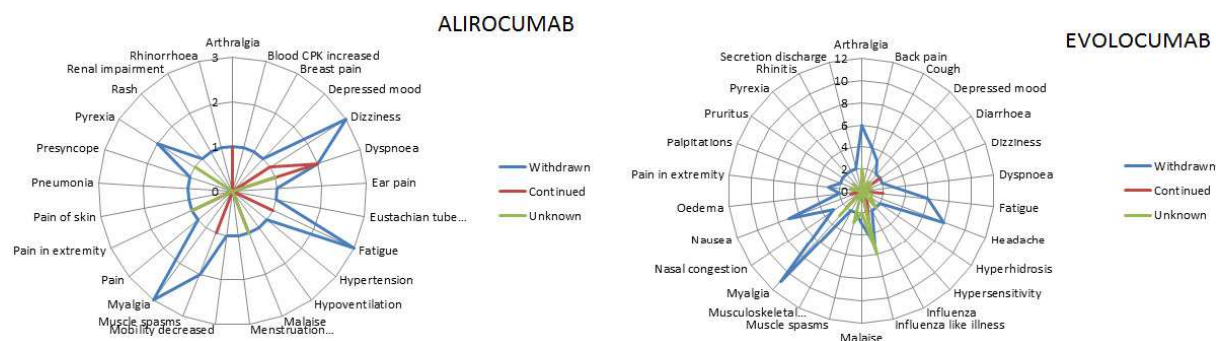 ALIROCUMAB
Arthralgia
Blood CPK increased
Breast pain
Depressed mood
Dizziness
Dyspnoea
Ear pain
Eustachian tube...
Fatigue
Hypertension
Hypoventilation
Malaise
Menstruation...
Mobility decreased
Muscle spasms
Myalgia
Pain
Pain in extremity
Pain of skin
Pneumonia
Presyncope
Pyrexia
Rash
Renal impairment
Rhinorrhoea
3
2
1
0
Withdrawn
Continued
Unknown
EVOLOCUMAB
Arthralgia
Back pain
Cough
Depressed mood
Diarrhoea
Dizziness
Dyspnoea
Fatigue
Headache
Hyperhidrosis
Hypersensitivity
Influenza
Influenza like illness
Malaise
Muscle spasms
Musculoskeletal...
Myalgia
Nasal congestion
Nausea
Oedema
Pain in extremity
Palpitations
Pruritus
Pyrexia
Rhinitis
Secretion discharge
12
10
8
6
4
2
0
Withdrawn
Continued
Unknown